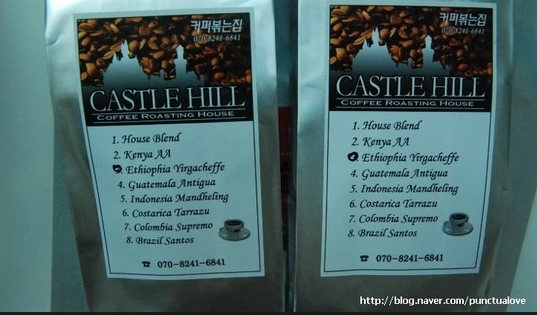 커피볶는집
070-8241-6841
CASTLE HILL
COFFEE ROASTING HOUSE
1. House Blend
2. Kenya AA
Ethiophia Yirgacheffe
4. Guatemala Antigua
5. Indonesia Mandheling
6. Costarica Tarrazu
7. Colombia Supremo
8. Brazil Santos
☎ 070-8241-6841
커피볶는집
070-8241-6841
CASTLE HILL
COFFEE ROASTING HOUSE
1. House Blend
2. Kenya AA
Ethiophia Yirgacheffe
4. Guatemala Antigua
5. Indonesia Mandheling
6. Costarica Tarrazu
7. Colombia Supremo
8. Brazil Santos
☎ 070-8241-6841
http://blog.naver.com/punctualove